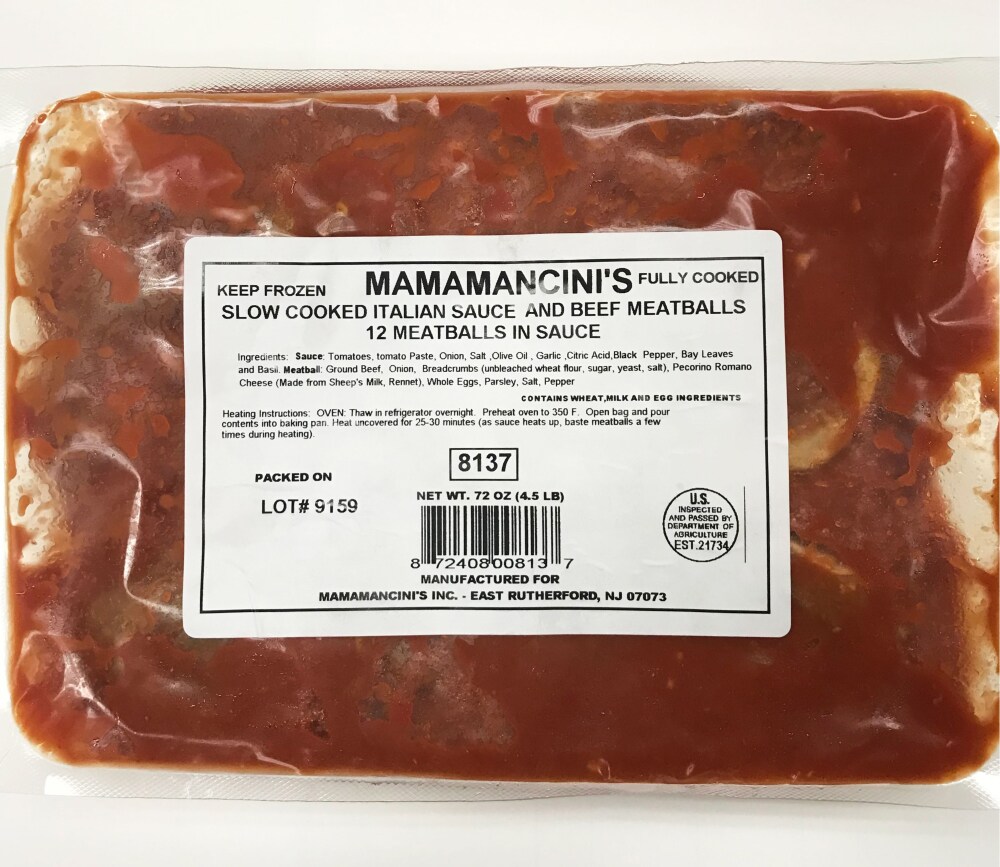 KEEP FROZEN MAMAMANCINI'S FULLY COOKED
SLOW COOKED ITALIAN SAUCE AND BEEF MEATBALLS
12 MEATBALLS IN SAUCE
Ingredients: Sauce: Tomatoes, tomato Paste, Onion, Salt ,Olive Oil , Garlic ,Citric Acid,Black Pepper, Bay Leaves
and Basil. Meatball: Ground Beef, Onion, Breadcrumbs (unbleached wheat flour, sugar, yeast, salt), Pecorino Romano
Cheese (Made from Sheep's Milk, Rennet), Whole Eggs, Parsley, Salt, Pepper
CONTAINS WHEAT,MILK AND EGG INGREDIENTS
Heating Instructions: OVEN: Thaw in refrigerator overnight. Preheat oven to 350 F. Open bag and pour
contents into baking pan. Heat uncovered for 25-30 minutes (as sauce heats up, baste meatballs a few
times during heating).
8137
PACKED ON
LOT# 9159
NET WT. 72 OZ (4.5 LB)
8 72408 00813 7
U.S.
INSPECTED
AND PASSED BY
DEPARTMENT OF
AGRICULTURE
EST.21734
MANUFACTURED FOR
MAMAMANCINI'S INC. - EAST RUTHERFORD, NJ 07073